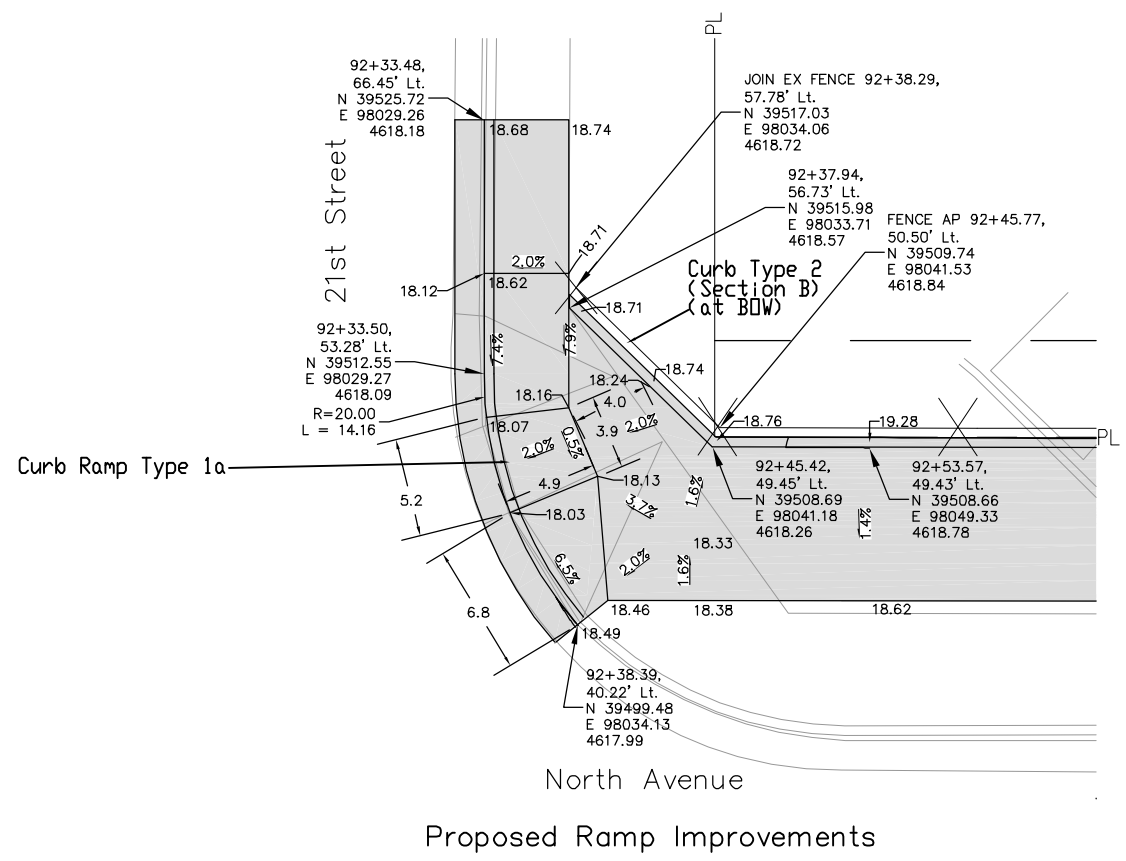 PL
92+33.48,
66.45' Lt.
N 39525.72
E 98029.26
4618.18
JOIN EX FENCE 92+38.29,
57.78' Lt.
N 39517.03
E 98034.06
4618.72
18.68
18.74
21st Street
92+37.94,
56.73' Lt.
N 39515.98
E 98033.71
4618.57
FENCE AP 92+45.77,
50.50' Lt.
N 39509.74
E 98041.53
4618.84
18.71
2.0%
18.12
18.62
Curb Type 2
(Section B)
(at BOW)
18.71
92+33.50,
53.28' Lt.
N 39512.55
E 98029.27
4618.09
7.4%
7.9%
18.74
18.24
R=20.00
L = 14.16
18.16
4.0
18.07
2.0%
0.5%
3.9
2.0%
18.76
19.28
PL
Curb Ramp Type 1a
5.2
4.9
18.13
3.7%
1.6%
92+45.42,
49.45' Lt.
N 39508.69
E 98041.18
4618.26
92+53.57,
49.43' Lt.
N 39508.66
E 98049.33
4618.78
1.4%
18.03
18.33
6.5%
2.0%
1.6%
6.8
18.46
18.38
18.62
18.49
92+38.39,
40.22' Lt.
N 39499.48
E 98034.13
4617.99
North Avenue
Proposed Ramp Improvements